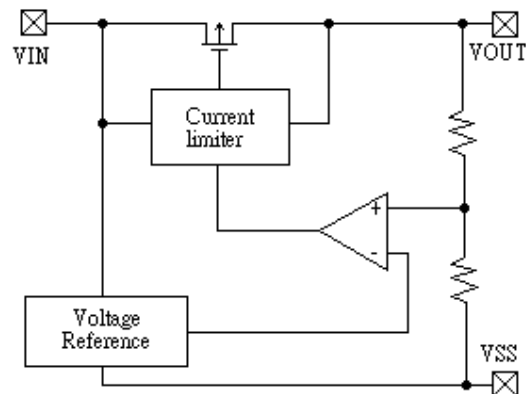 VIN
VOUT
Current
limiter
+
-
Voltage
Reference
VSS